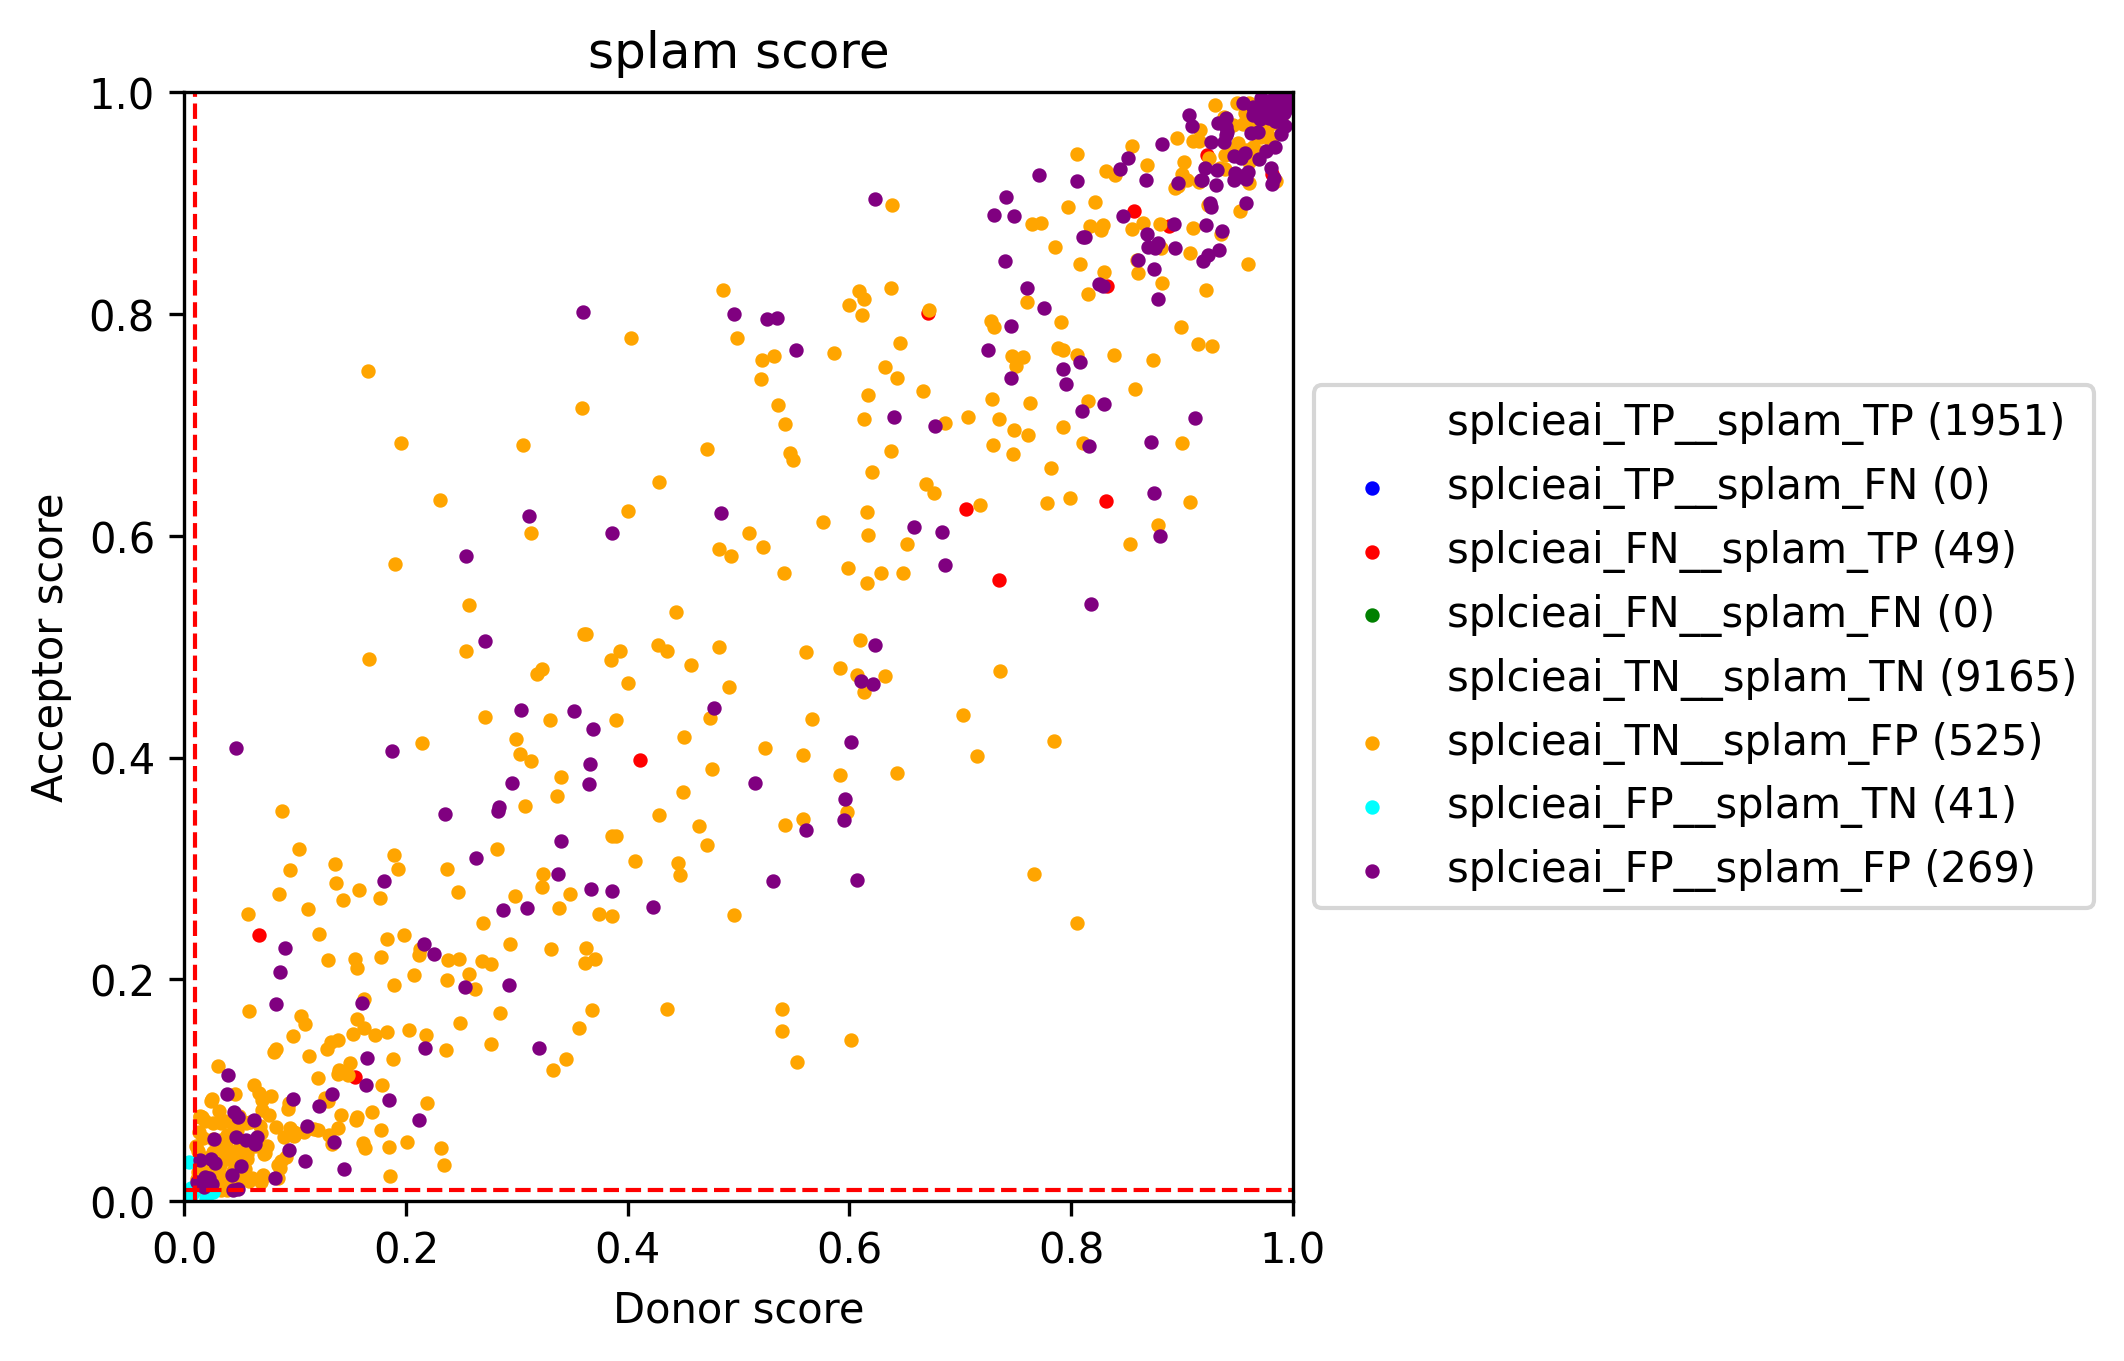 splam score
1.0
0.8
0.6
0.4
0.2
0.0
Acceptor score
0.0 0.2 0.4 0.6 0.8 1.0
Donor score
splcieai_TP__splam_TP (1951)
splcieai_TP__splam_FN (0)
splcieai_FN__splam_TP (49)
splcieai_FN__splam_FN (0)
splcieai_TN__splam_TN (9165)
splcieai_TN__splam_FP (525)
splcieai_FP__splam_TN (41)
splcieai_FP__splam_FP (269)